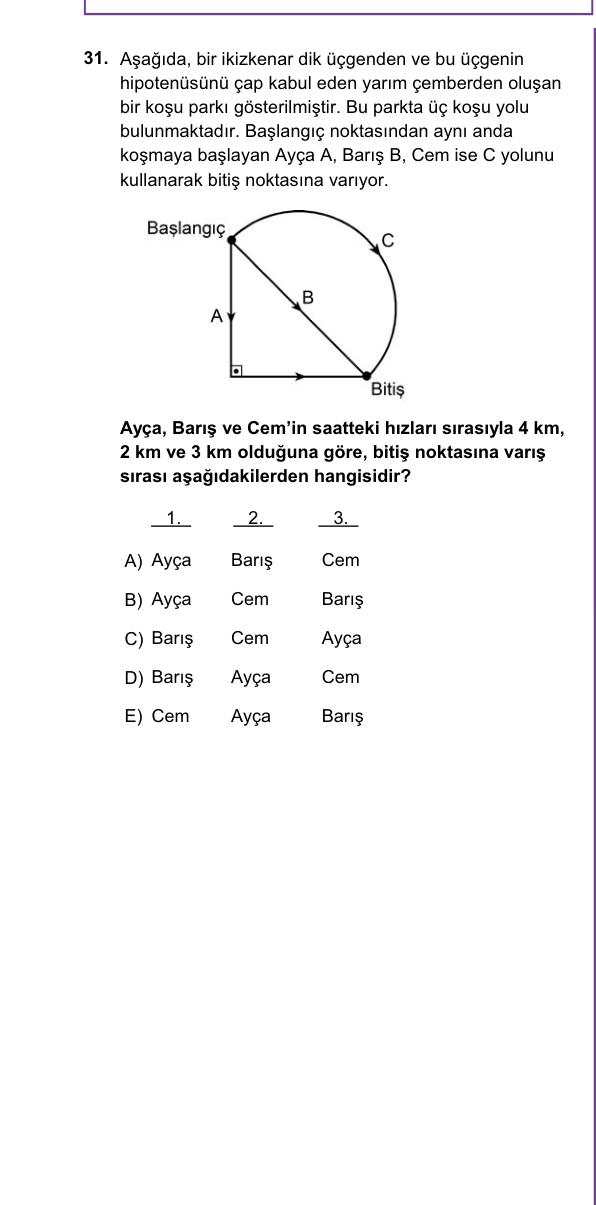 31. Aşağıda, bir ikizkenar dik üçgenden ve bu üçgenin
hipotenüsünü çap kabul eden yarım çemberden oluşan
bir koşu parkı gösterilmiştir. Bu parkta üç koşu yolu
bulunmaktadır. Başlangıç noktasından aynı anda
koşmaya başlayan Ayça A, Barış B, Cem ise C yolunu
kullanarak bitiş noktasına varıyor.
Başlangıç
C
B
A
Bitiş
Ayça, Barış ve Cem’in saatteki hızları sırasıyla 4 km,
2 km ve 3 km olduğuna göre, bitiş noktasına varış
sırası aşağıdakilerden hangisidir?
1. 2. 3.
A) Ayça Barış Cem
B) Ayça Cem Barış
C) Barış Cem Ayça
D) Barış Ayça Cem
E) Cem Ayça Barış